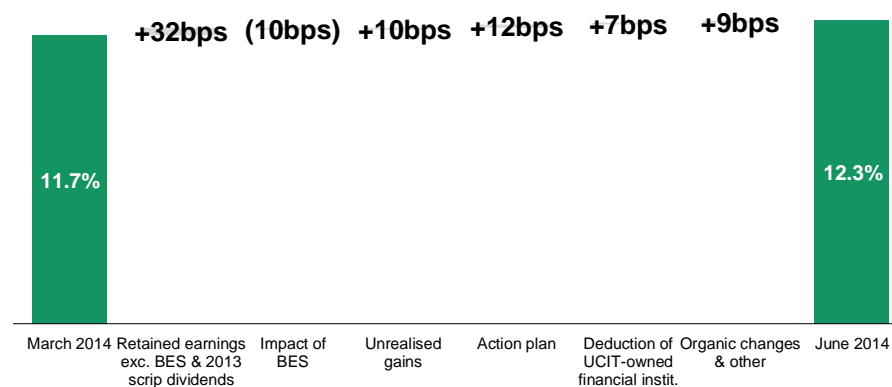 +32bps (10bps) +10bps +12bps +7bps +9bps
11.7% 12.3%
March 2014 Retained earnings Impact of Unrealised Action plan Deduction of Organic changes June 2014
exc. BES & 2013 BES gains UCIT-owned & other
scrip dividends financial instit.